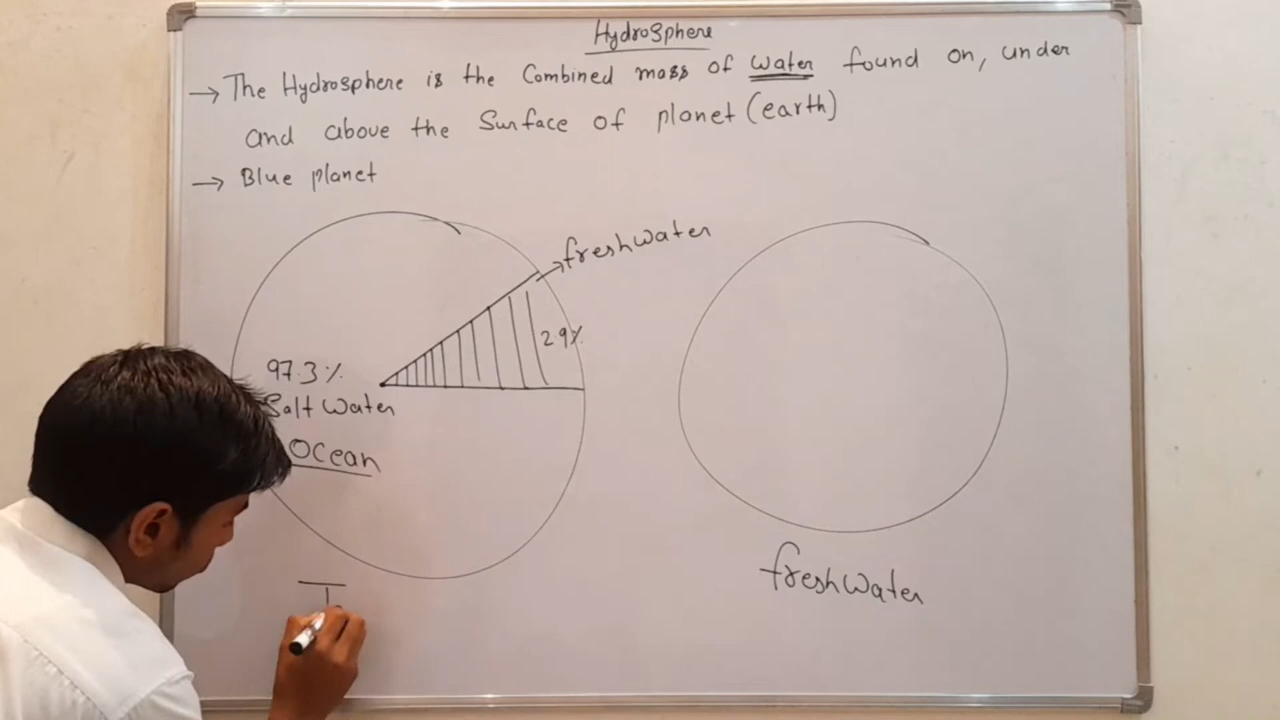 Hydrosphere
→ The Hydrosphere is the Combined mass of water found on, under
and above the Surface of planet (earth)
→ Blue planet
freshwater
2.9%
97.3%
Salt Water
Ocean
freshwater
T